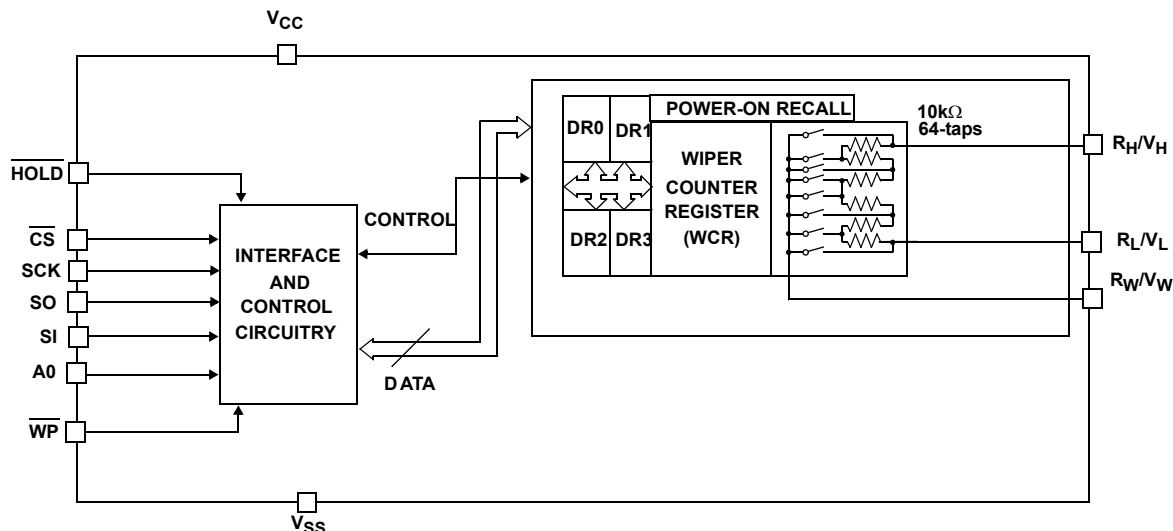 VCC
POWER-ON RECALL
10kΩ
64-taps
DR0
DR1
DR2
DR3
WIPER
COUNTER
REGISTER
(WCR)
RH/VH
RL/VL
RW/VW
HOLD
CS
SCK
SO
SI
A0
WP
INTERFACE
AND
CONTROL
CIRCUITRY
CONTROL
DATA
VSS